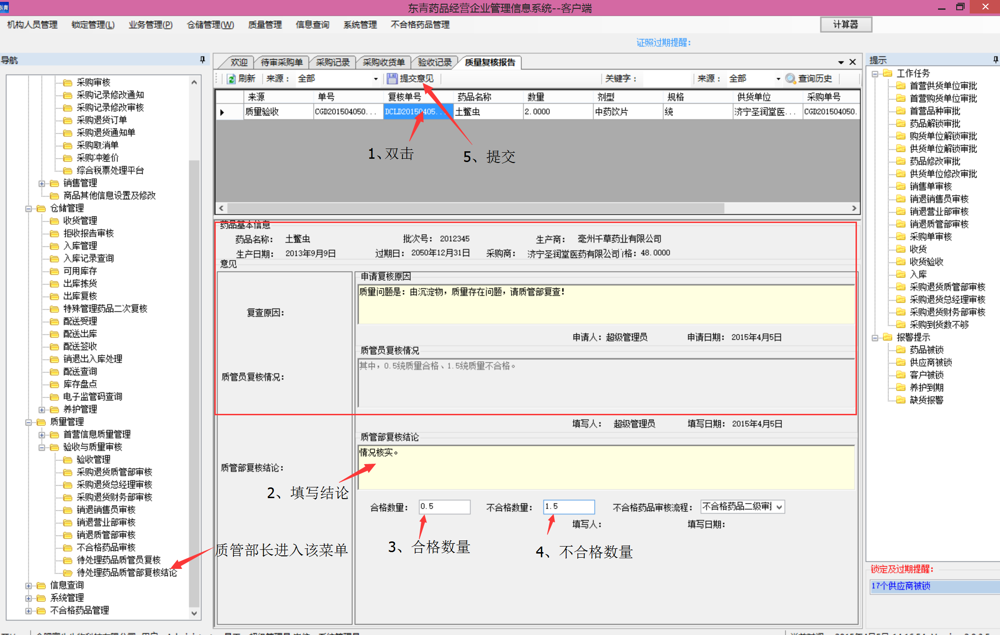 东青
东青药品经营企业管理信息系统--客户端
机构人员管理 锁定管理(L) 业务管理(P) 仓储管理(W) 质量管理 信息查询 系统管理 不合格药品管理 计算器
证照过期提醒：
导航
采购审核
采购记录修改通知
采购记录修改审核
采购退货订单
采购退货通知单
采购取消单
采购冲差价
综合税票处理平台
销售管理
商品其他信息设置及修改
仓储管理
收货管理
拒收报告审核
入库管理
入库记录查询
可用库存
出库拣货
出库复核
特殊管理药品二次复核
配送受理
配送出库
配送签收
销退出入库处理
配送查询
库存盘点
电子监管码查询
养护管理
质量管理
首营信息质量管理
验收与质量审核
验收管理
采购退货质管部审核
采购退货总经理审核
采购退货财务部审核
销退销售员审核
销退营业部审核
销退质管部审核
不合格药品审核
待处理药品质管员复核
待处理药品质管部复核结论
信息查询
系统管理
不合格药品管理
质管部长进入该菜单
欢迎 待审采购单 采购记录 采购收货单 验收记录 质量复核报告
刷新 来源： 全部 提交意见 关键字： 来源： 全部 查询历史
来源 单号 复核单号 药品名称 数量 剂型 规格 供货单位 采购单号
质量验收 CGD201504050... DCLD20150405... 土鳖虫 2.0000 中药饮片 统 济宁圣润堂医... CGD201504050.
1、双击
5、提交
药品基本信息
药品名称： 土鳖虫 批次号： 2012345 生产商： 亳州千草药业有限公司
生产日期： 2013年9月9日 过期日： 2050年12月31日 采购商： 济宁圣润堂医药有限公司 格：48.0000
意见
申请复核原因
质量问题是：由沉淀物，质量存在问题，请质管部复查！
复查原因：
申请人：超级管理员 申请日期： 2015年4月5日
质管员复核情况
其中，0.5统质量合格、1.5统质量不合格。
质管员复核情况：
填写人： 超级管理员 填写日期： 2015年4月5日
质管部复核结论
情况核实。
质管部复核结论：
2、填写结论
合格数量： 0.5 不合格数量： 1.5 不合格药品审核流程： 不合格药品二级审
填写人： 填写日期：
3、合格数量
4、不合格数量
提示
工作任务
首营供货单位审批
首营购货单位审批
首营品种审批
药品解锁审批
购货单位解锁审批
供货单位解锁审批
药品修改审批
供货单位修改审批
销售单审核
销退销售员审核
销退营业部审核
销退质管部审核
采购单审核
收货
收货验收
入库
采购退货质管部审核
采购退货总经理审核
采购退货财务部审核
采购到货数不够
报警提示
药品被锁
供应商被锁
客户被锁
养护到期
缺货报警
锁定及过期提醒：
17个供应商被锁